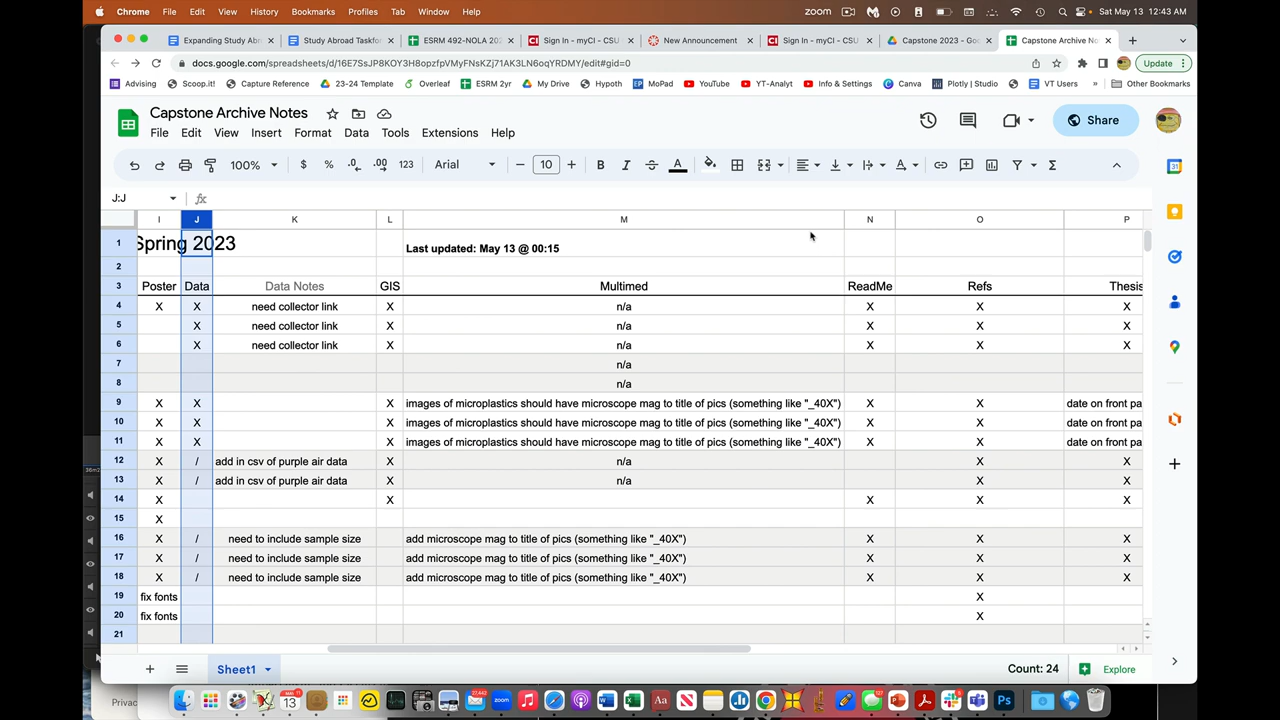 Chrome File Edit View History Bookmarks Profiles Tab Window Help zoom Sat May 13 12:43 AM
Expanding Study Abr Study Abroad Taskfor ESRM 492-NOLA 202 Sign In - myCI - CSU New Announcement Sign In - myCI - CSU Capstone 2023 - Goo Capstone Archive No
docs.google.com/spreadsheets/d/16E7SsJP8KOY3H8opzfpVMyFNsKZj71AK3LN6oqYRDMY/edit#gid=0 Update
Advising Scoop.it! Capture Reference 23-24 Template Overleaf ESRM 2yr My Drive Hypoth MoPad YouTube YT-Analyt Info & Settings Canva Plotly | Studio VT Users » Other Bookmarks
Capstone Archive Notes
Share
File Edit View Insert Format Data Tools Extensions Help
100% $ % .0 .00 123 Arial 10 B I S A
J:J fx
I J K L M N O P
1 Spring 2023 Last updated: May 13 @ 00:15
2
3 Poster Data Data Notes GIS Multimed ReadMe Refs Thesis
4 X X need collector link X n/a X X X
5 X need collector link X n/a X X X
6 X need collector link X n/a X X X
7 n/a
8 n/a
9 X X X images of microplastics should have microscope mag to title of pics (something like "_40X") X X date on front pa
10 X X X images of microplastics should have microscope mag to title of pics (something like "_40X") X X date on front pa
11 X X X images of microplastics should have microscope mag to title of pics (something like "_40X") X X date on front pa
12 X / add in csv of purple air data X n/a X X
13 X / add in csv of purple air data X n/a X X
14 X X X X X
15 X
16 X / need to include sample size add microscope mag to title of pics (something like "_40X") X X X
17 X / need to include sample size add microscope mag to title of pics (something like "_40X") X X X
18 X / need to include sample size add microscope mag to title of pics (something like "_40X") X X X
19 fix fonts X
20 fix fonts X
21
Sheet1 Count: 24 Explore
Privac